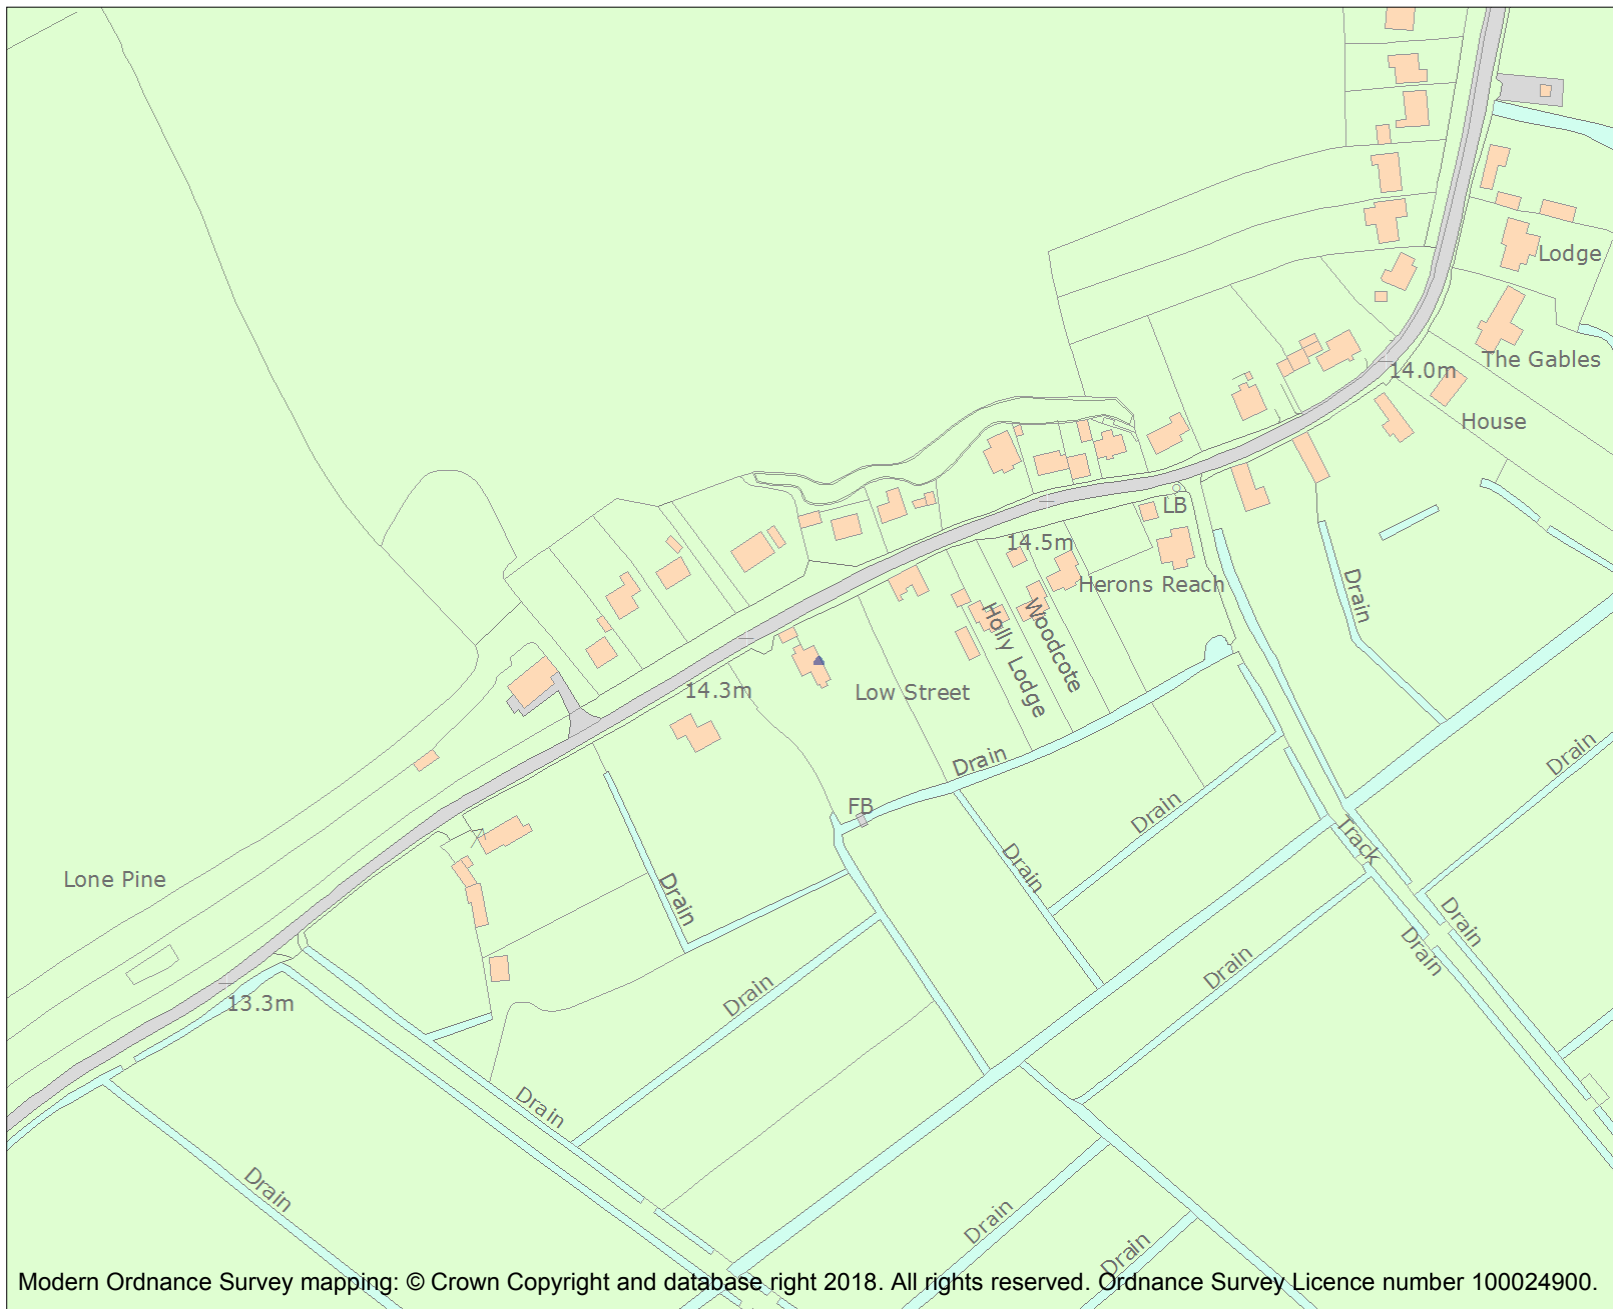 Lodge
The Gables
14.0m
House
LB
14.5m
Herons Reach
Drain
Woodcote
Holly Lodge
Low Street
14.3m
Drain
Drain
FB
Drain
Track
Drain
Lone Pine
Drain
Drain
Drain
Drain
Drain
13.3m
Drain
Drain
Drain
Drain
Modern Ordnance Survey mapping: © Crown Copyright and database right 2018. All rights reserved. Ordnance Survey Licence number 100024900.